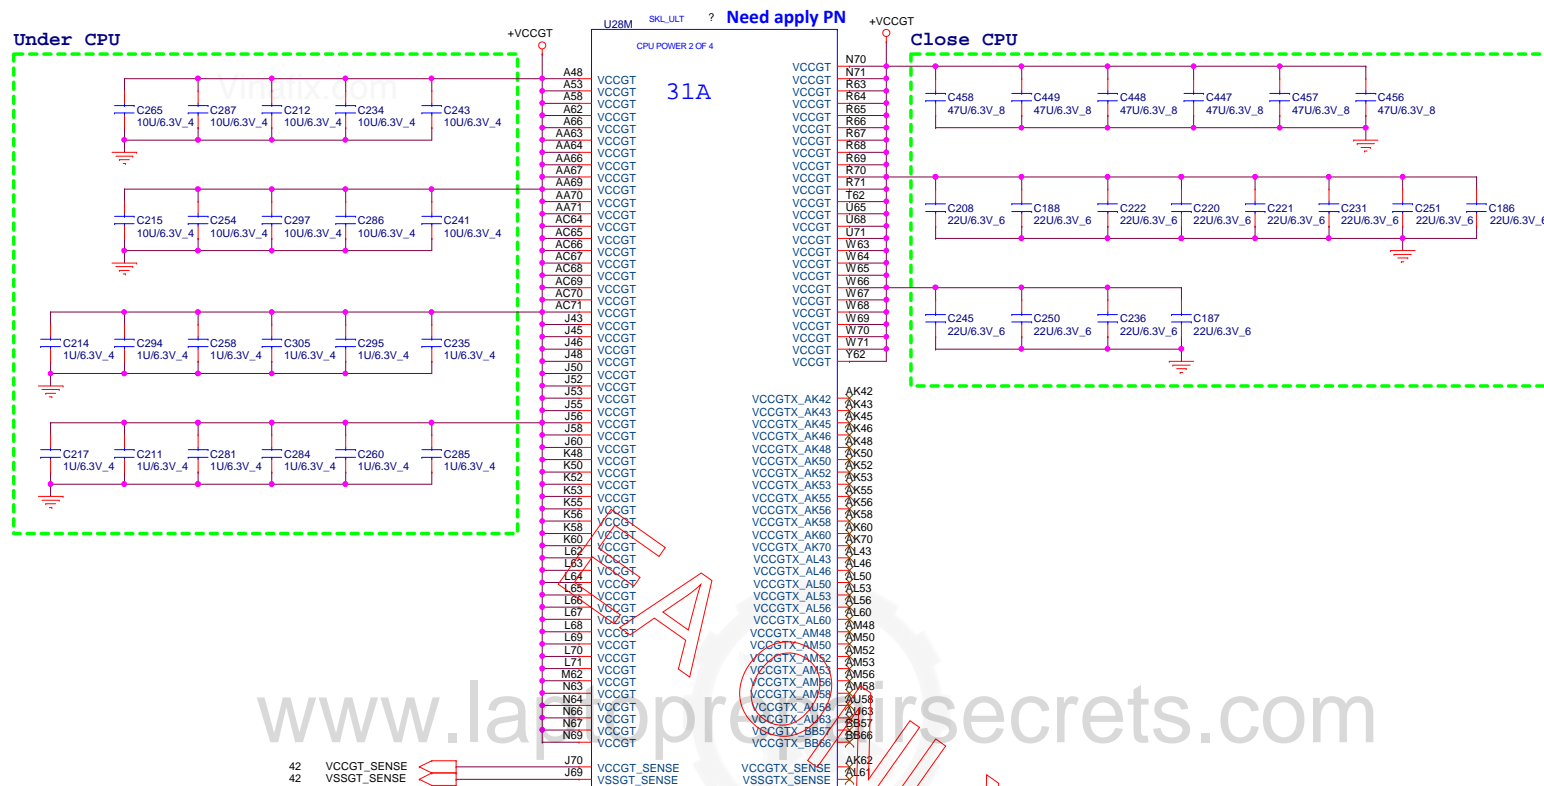 U28M
SKL_ULT
?
Need apply PN
+VCCGT
+VCCGT
Under CPU
Close CPU
CPU POWER 2 OF 4
31A
Vinafix.com
C265 10U/6.3V_4
C287 10U/6.3V_4
C212 10U/6.3V_4
C234 10U/6.3V_4
C243 10U/6.3V_4
C215 10U/6.3V_4
C254 10U/6.3V_4
C297 10U/6.3V_4
C286 10U/6.3V_4
C241 10U/6.3V_4
C214 1U/6.3V_4
C294 1U/6.3V_4
C258 1U/6.3V_4
C305 1U/6.3V_4
C295 1U/6.3V_4
C235 1U/6.3V_4
C217 1U/6.3V_4
C211 1U/6.3V_4
C281 1U/6.3V_4
C284 1U/6.3V_4
C260 1U/6.3V_4
C285 1U/6.3V_4
A48 VCCGT
A53 VCCGT
A58 VCCGT
A62 VCCGT
A66 VCCGT
AA63 VCCGT
AA64 VCCGT
AA66 VCCGT
AA67 VCCGT
AA69 VCCGT
AA70 VCCGT
AA71 VCCGT
AC64 VCCGT
AC65 VCCGT
AC66 VCCGT
AC67 VCCGT
AC68 VCCGT
AC69 VCCGT
AC70 VCCGT
AC71 VCCGT
J43 VCCGT
J45 VCCGT
J46 VCCGT
J48 VCCGT
J50 VCCGT
J52 VCCGT
J53 VCCGT
J55 VCCGT
J56 VCCGT
J58 VCCGT
J60 VCCGT
K48 VCCGT
K50 VCCGT
K52 VCCGT
K53 VCCGT
K55 VCCGT
K56 VCCGT
K58 VCCGT
K60 VCCGT
L62 VCCGT
L63 VCCGT
L64 VCCGT
L65 VCCGT
L66 VCCGT
L67 VCCGT
L68 VCCGT
L69 VCCGT
L70 VCCGT
L71 VCCGT
M62 VCCGT
N63 VCCGT
N64 VCCGT
N66 VCCGT
N67 VCCGT
N69 VCCGT
42 VCCGT_SENSE J70 VCCGT_SENSE
42 VSSGT_SENSE J69 VSSGT_SENSE
VCCGT N70
VCCGT N71
VCCGT R63
VCCGT R64
VCCGT R65
VCCGT R66
VCCGT R67
VCCGT R68
VCCGT R69
VCCGT R70
VCCGT R71
VCCGT T62
VCCGT U65
VCCGT U68
VCCGT U71
VCCGT W63
VCCGT W64
VCCGT W65
VCCGT W66
VCCGT W67
VCCGT W68
VCCGT W69
VCCGT W70
VCCGT W71
VCCGT Y62
VCCGTX_AK42 AK42
VCCGTX_AK43 AK43
VCCGTX_AK45 AK45
VCCGTX_AK46 AK46
VCCGTX_AK48 AK48
VCCGTX_AK50 AK50
VCCGTX_AK52 AK52
VCCGTX_AK53 AK53
VCCGTX_AK55 AK55
VCCGTX_AK56 AK56
VCCGTX_AK58 AK58
VCCGTX_AK60 AK60
VCCGTX_AK70 AK70
VCCGTX_AL43 AL43
VCCGTX_AL46 AL46
VCCGTX_AL50 AL50
VCCGTX_AL53 AL53
VCCGTX_AL56 AL56
VCCGTX_AL60 AL60
VCCGTX_AM48 AM48
VCCGTX_AM50 AM50
VCCGTX_AM52 AM52
VCCGTX_AM53 AM53
VCCGTX_AM56 AM56
VCCGTX_AM58 AM58
VCCGTX_AU58 AU58
VCCGTX_AU63 AU63
VCCGTX_BB57 BB57
VCCGTX_BB66 BB66
VCCGTX_SENSE AK62
VSSGTX_SENSE AL61
C458 47U/6.3V_8
C449 47U/6.3V_8
C448 47U/6.3V_8
C447 47U/6.3V_8
C457 47U/6.3V_8
C456 47U/6.3V_8
C208 22U/6.3V_6
C188 22U/6.3V_6
C222 22U/6.3V_6
C220 22U/6.3V_6
C221 22U/6.3V_6
C231 22U/6.3V_6
C251 22U/6.3V_6
C186 22U/6.3V_6
C245 22U/6.3V_6
C250 22U/6.3V_6
C236 22U/6.3V_6
C187 22U/6.3V_6
www.laptoprepairsecrets.com